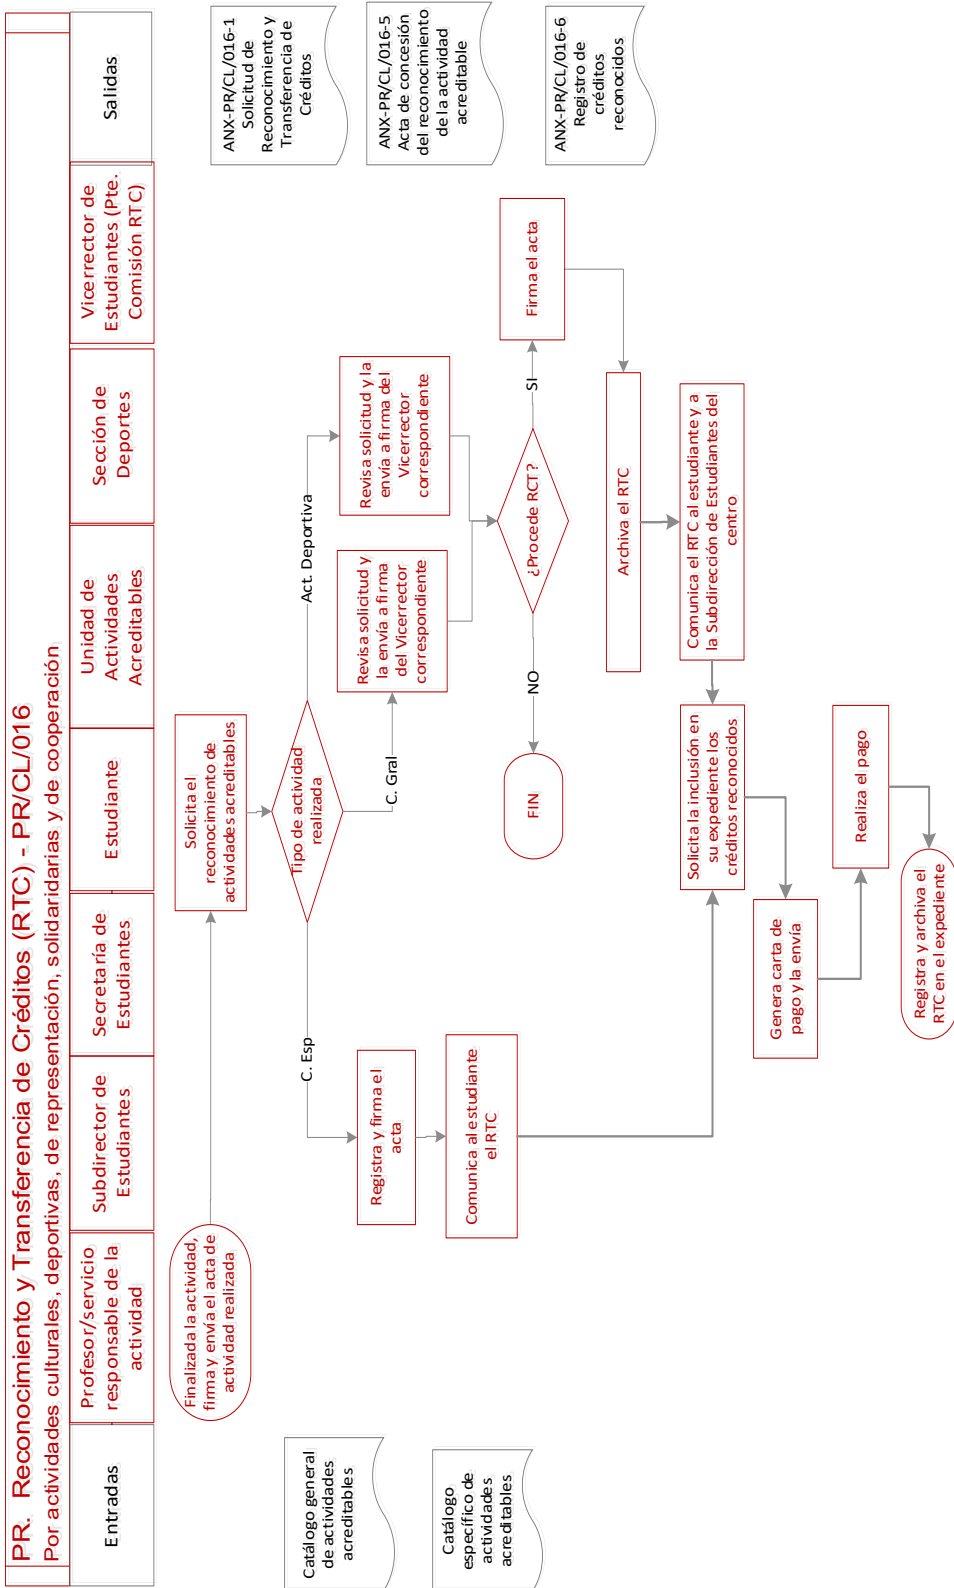 PR. Reconocimiento y Transferencia de Créditos (RTC) - PR/CL/016
Por actividades culturales, deportivas, de representación, solidarias y de cooperación
Entradas
Profesor/servicio
responsable de la
actividad
Subdirector de
Estudiantes
Secretaría de
Estudiantes
Estudiante
Unidad de
Actividades
Acreditables
Sección de
Deportes
Vicerrector de
Estudiantes (Pte.
Comisión RTC)
Salidas
Finalizada la actividad,
firma y envía el acta de
actividad realizada
Solicita el
reconocimiento de
actividades acreditables
ANX-PR/CL/016-1
Solicitud de
Reconocimiento y
Transferencia de
Créditos
Catálogo general
de actividades
acreditables
C. Esp
Tipo de actividad
realizada
Act. Deportiva
C. Gral
Registra y firma el
acta
Revisa solicitud y
la envía a firma
del Vicerrector
correspondiente
Revisa solicitud y la
envía a firma del
Vicerrector
correspondiente
ANX-PR/CL/016-5
Acta de concesión
del reconocimiento
de la actividad
acreditable
Catálogo
específico de
actividades
acreditables
Comunica al estudiante
el RTC
FIN
NO
¿Procede RCT?
SI
Firma el acta
ANX-PR/CL/016-6
Registro de
créditos
reconocidos
Archiva el RTC
Solicita la inclusión en
su expediente los
créditos reconocidos
Comunica el RTC al estudiante y a
la Subdirección de Estudiantes del
centro
Genera carta de
pago y la envía
Realiza el pago
Registra y archiva el
RTC en el expediente